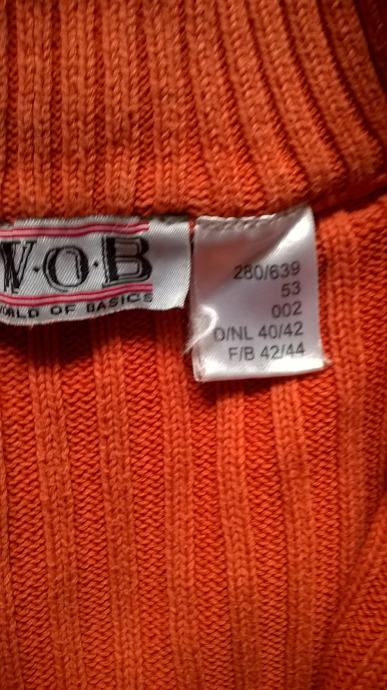 W·O·B
WORLD OF BASICS
280/639
53
002
D/NL 40/42
F/B 42/44